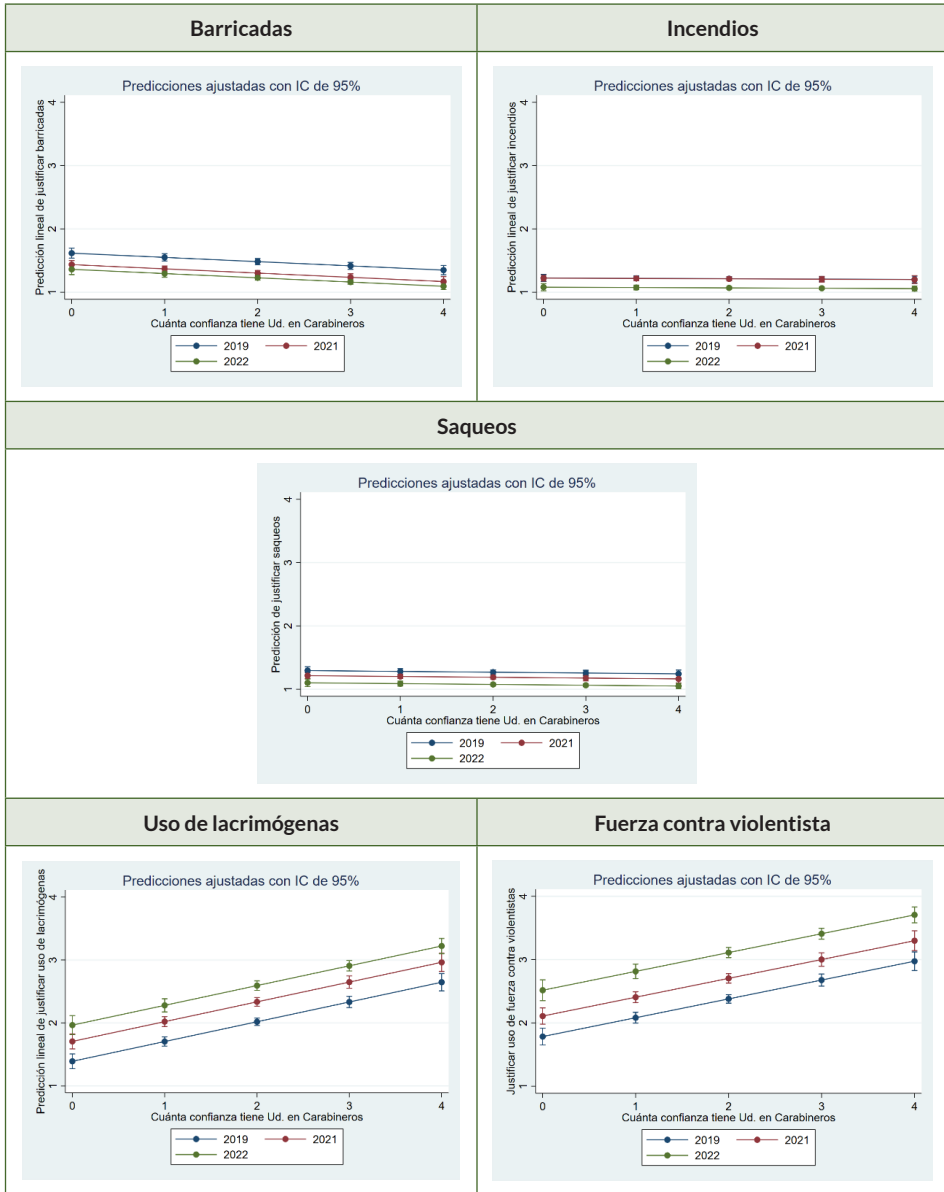 Barricadas
Incendios
Predicciones ajustadas con IC de 95%
Predicción lineal de justificar barricadas
4
3
2
1
0 1 2 3 4
Cuánta confianza tiene Ud. en Carabineros
2019 2021
2022
Predicciones ajustadas con IC de 95%
Predicción lineal de justificar incendios
4
3
2
1
0 1 2 3 4
Cuánta confianza tiene Ud. en Carabineros
2019 2021
2022
Saqueos
Predicciones ajustadas con IC de 95%
Predicción de justificar saqueos
4
3
2
1
0 1 2 3 4
Cuánta confianza tiene Ud. en Carabineros
2019 2021
2022
Uso de lacrimógenas
Fuerza contra violentista
Predicciones ajustadas con IC de 95%
Predicción lineal de justificar uso de lacrimógenas
4
3
2
1
0 1 2 3 4
Cuánta confianza tiene Ud. en Carabineros
2019 2021
2022
Predicciones ajustadas con IC de 95%
Justificar uso de fuerza contra violentistas
4
3
2
1
0 1 2 3 4
Cuánta confianza tiene Ud. en Carabineros
2019 2021
2022